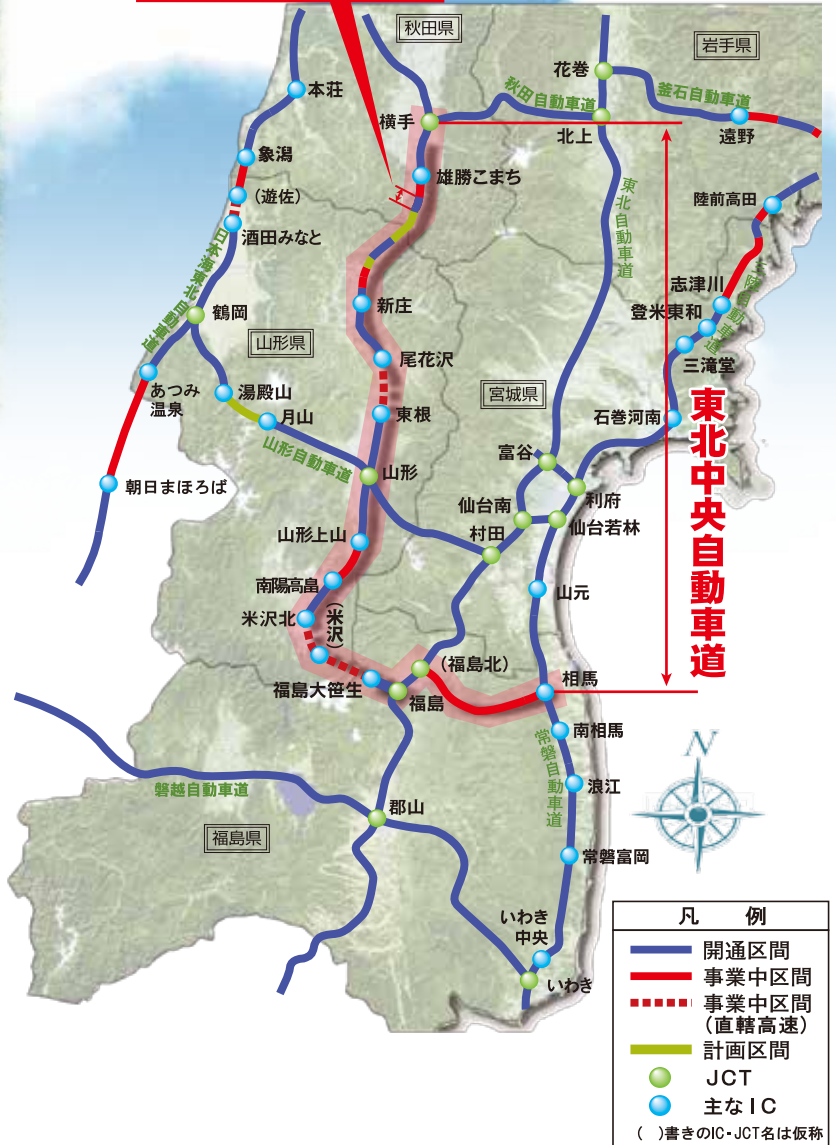 秋田県
岩手県
花巻
釜石自動車道
本荘
秋田自動車道
横手
北上
遠野
象潟
雄勝こまち
(遊佐)
陸前高田
酒田みなと
東北自動車道
日本海東北自動車道
志津川
三陸自動車道
新庄
登米東和
鶴岡
山形県
三滝堂
尾花沢
あつみ
温泉
湯殿山
宮城県
東根
石巻河南
月山
山形自動車道
富谷
山形
朝日まほろば
利府
仙台南
仙台若林
村田
山形上山
東北中央自動車道
南陽高畠
山元
米沢北
(米沢)
(福島北)
福島大笹生
福島
相馬
南相馬
N
常磐自動車道
浪江
磐越自動車道
郡山
福島県
常磐富岡
いわき
中央
いわき
凡 例
開通区間
事業中区間
事業中区間
(直轄高速)
計画区間
JCT
主なIC
( )書きのIC・JCT名は仮称